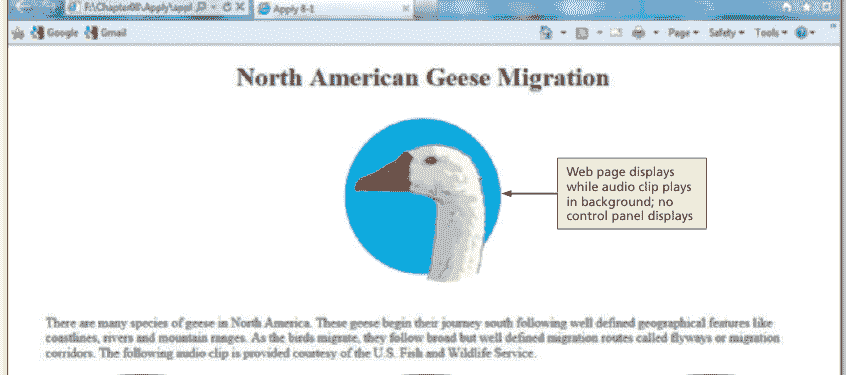 F:\Chapter08\Apply\appl
Apply 8-1
Google Gmail
Page Safety Tools
North American Geese Migration
Web page displays
while audio clip plays
in background; no
control panel displays
There are many species of geese in North America. These geese begin their journey south following well defined geographical features like
coastlines, rivers and mountain ranges. As the birds migrate, they follow broad but well defined migration routes called flyways or migration
corridors. The following audio clip is provided courtesy of the U.S. Fish and Wildlife Service.